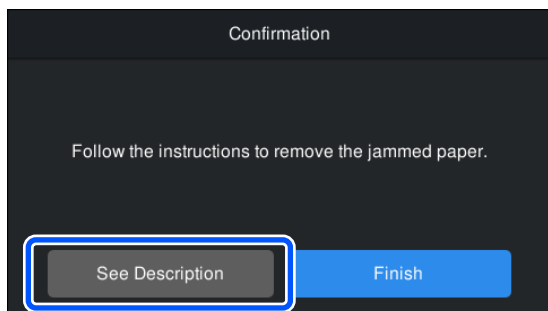 Confirmation
Follow the instructions to remove the jammed paper.
See Description
Finish